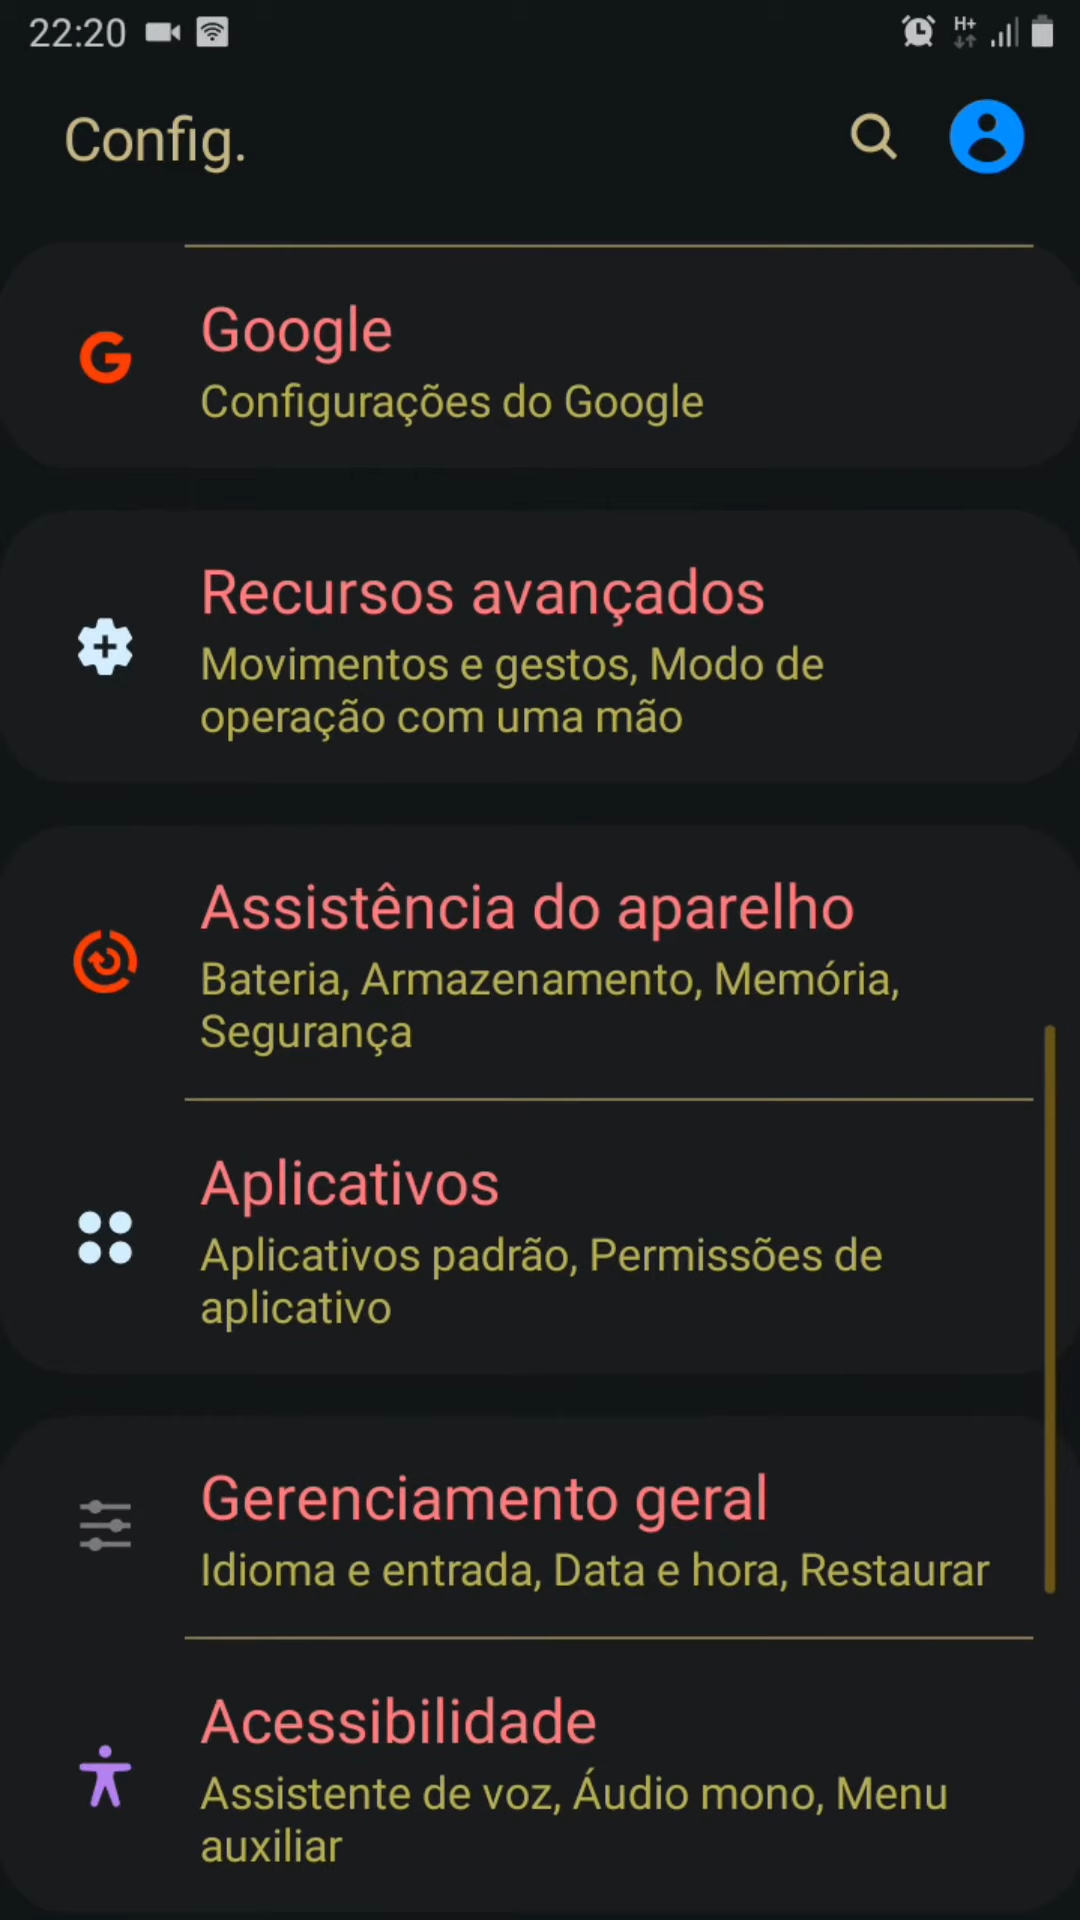 22:20
H+
Config.
Google
Configurações do Google
Recursos avançados
Movimentos e gestos, Modo de
operação com uma mão
Assistência do aparelho
Bateria, Armazenamento, Memória,
Segurança
Aplicativos
Aplicativos padrão, Permissões de
aplicativo
Gerenciamento geral
Idioma e entrada, Data e hora, Restaurar
Acessibilidade
Assistente de voz, Áudio mono, Menu
auxiliar